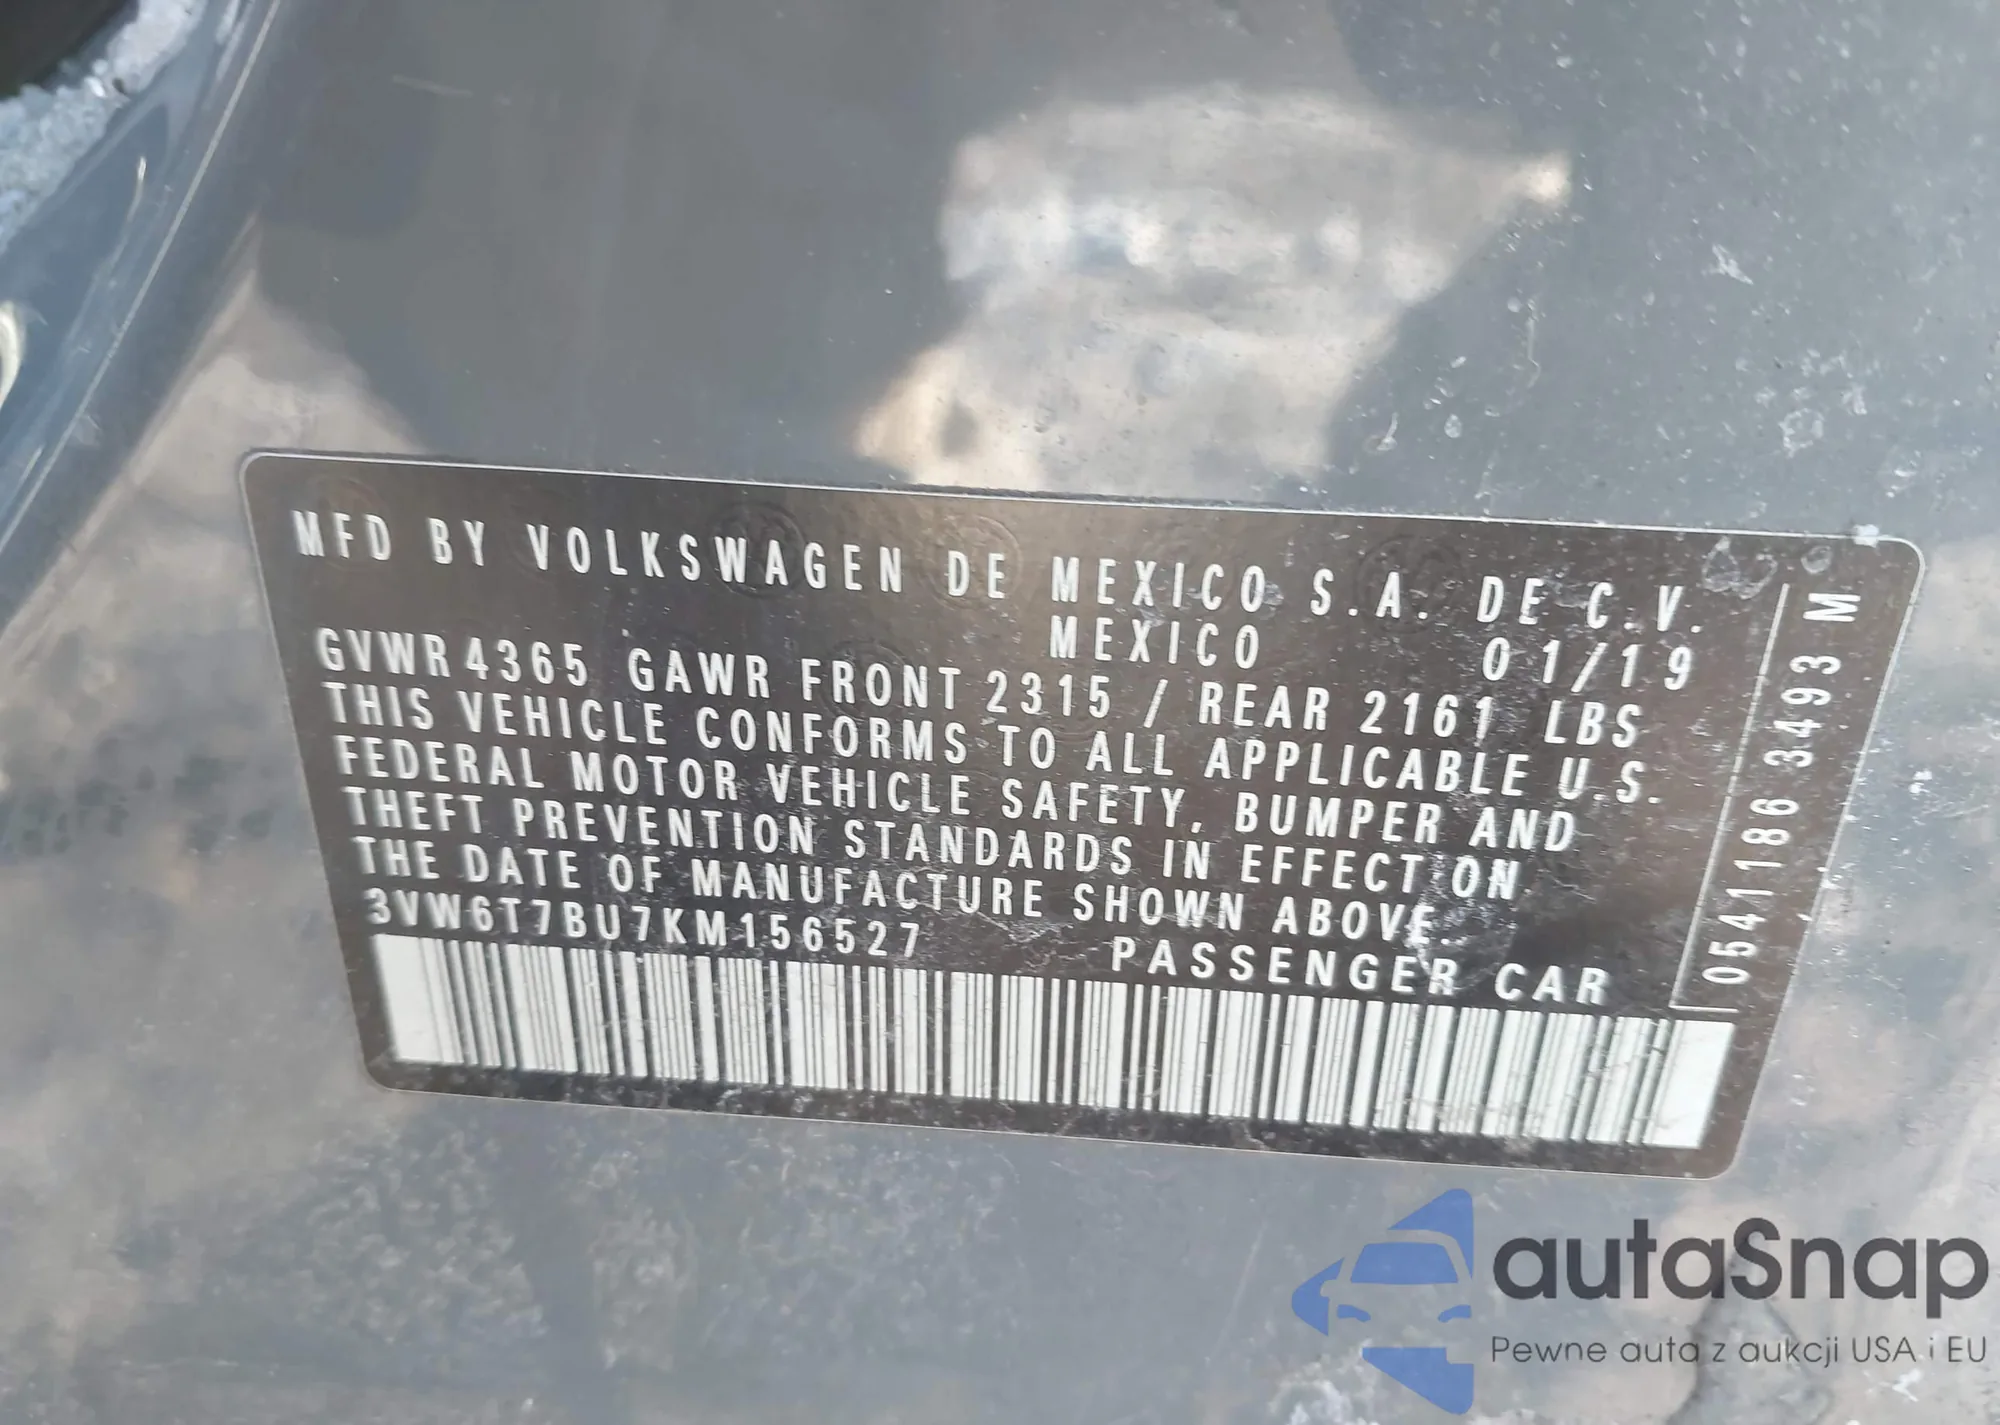 MFD BY VOLKSWAGEN DE MEXICO S.A. DE C.V.
MEXICO 01/19
GVWR 4365 GAWR FRONT 2315 / REAR 2161 LBS
THIS VEHICLE CONFORMS TO ALL APPLICABLE U.S.
FEDERAL MOTOR VEHICLE SAFETY, BUMPER AND
THEFT PREVENTION STANDARDS IN EFFECT ON
THE DATE OF MANUFACTURE SHOWN ABOVE.
3VW6T7BU7KM156527 PASSENGER CAR
0541186 3493 M
autaSnap
Pewne auta z aukcji USA i EU